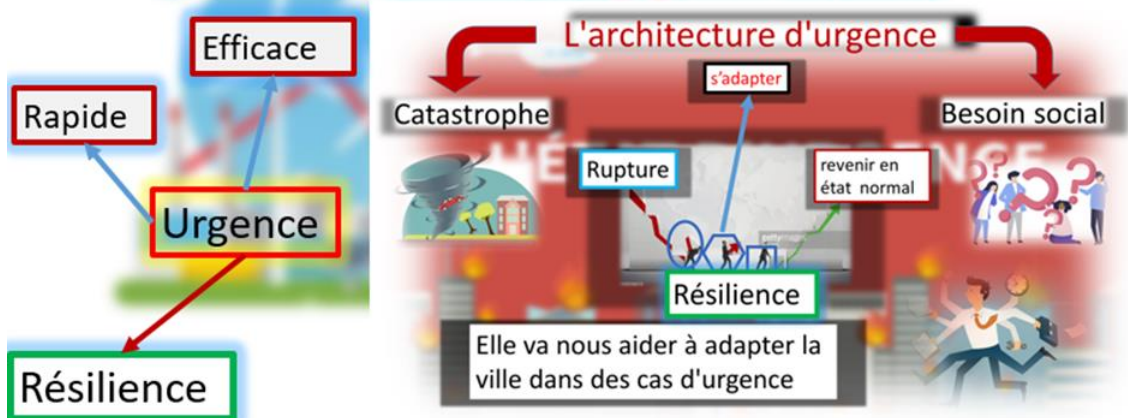 Efficace
Rapide
Urgence
Résilience
L'architecture d'urgence
s'adapter
Catastrophe
Besoin social
Rupture
revenir en
état normal
Résilience
Elle va nous aider à adapter la
ville dans des cas d'urgence